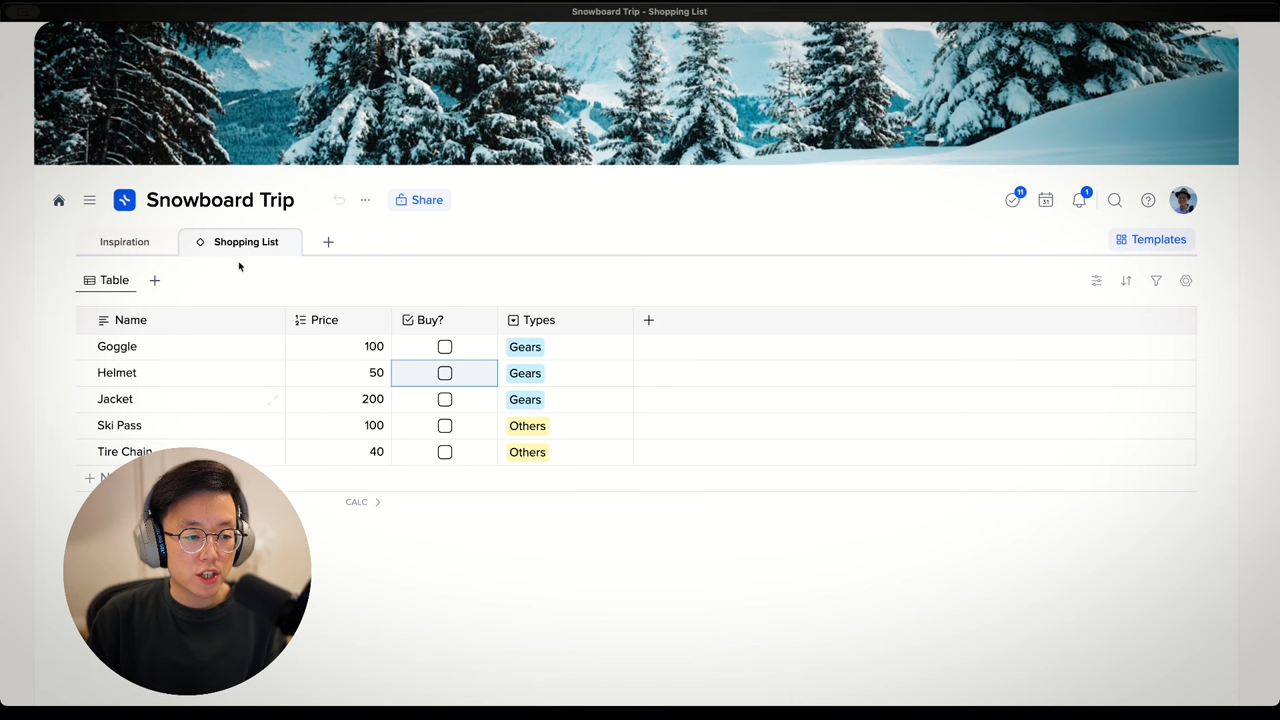 Snowboard Trip - Shopping List
Snowboard Trip
Share
11
31
1
Inspiration
Shopping List
Templates
Table
Name Price Buy? Types
Goggle 100 Gears
Helmet 50 Gears
Jacket 200 Gears
Ski Pass 100 Others
Tire Chain 40 Others
CALC